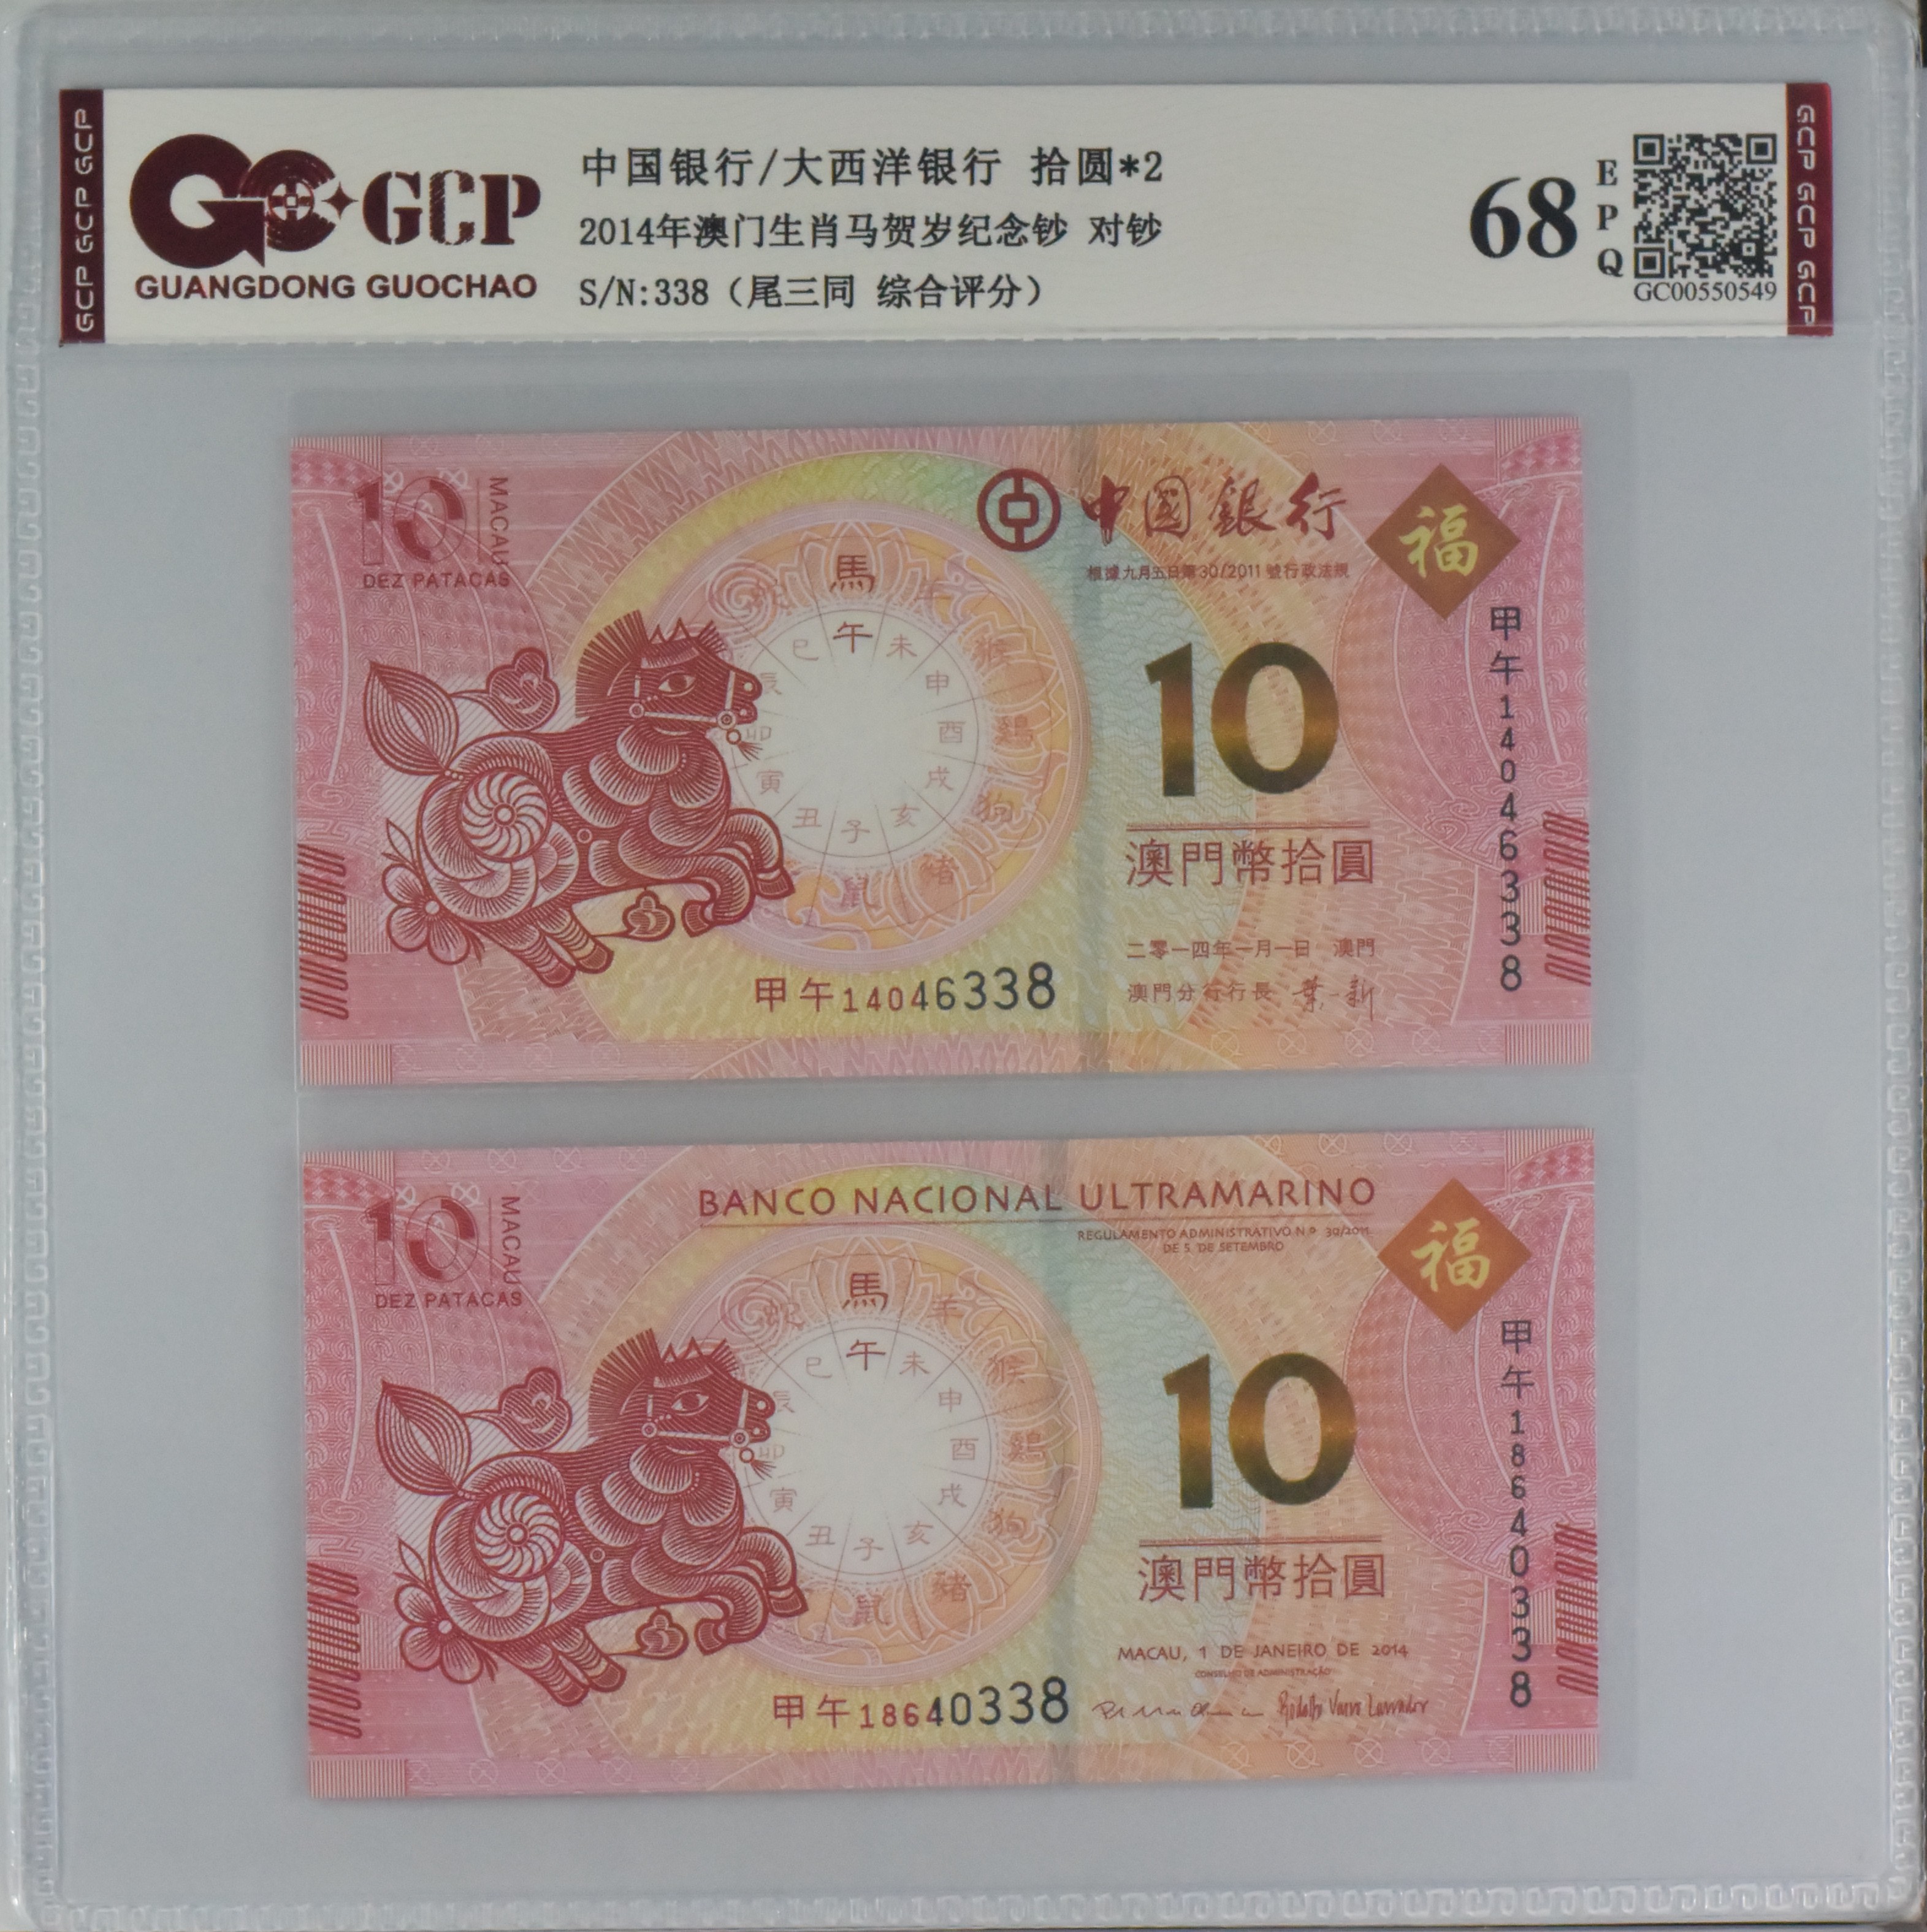 GCP GCP GCP
GCP
GUANGDONG GUOCHAO
中国银行/大西洋银行 拾圆*2
2014年澳门生肖马贺岁纪念钞 对钞
S/N:338（尾三同 综合评分）
68
EPQ
GC00550549
GCP GCP GCP
10
MACAU
DEZ PATACAS
中國銀行
根據九月五日第30/2011號行政法規
福
馬
羊
猴
鷄
狗
豬
鼠
蛇
午
未
申
酉
戌
亥
子
丑
寅
卯
辰
巳
10
澳門幣拾圓
二零一四年一月一日 澳門
澳門分行行長
甲午14046338
甲午14046338
10
MACAU
DEZ PATACAS
BANCO NACIONAL ULTRAMARINO
REGULAMENTO ADMINISTRATIVO N.º 30/2011
DE 5 DE SETEMBRO
福
馬
羊
猴
鷄
狗
豬
鼠
蛇
午
未
申
酉
戌
亥
子
丑
寅
卯
辰
巳
10
澳門幣拾圓
MACAU, 1 DE JANEIRO DE 2014
CONSELHO DE ADMINISTRAÇÃO
甲午18640338
甲午18640338